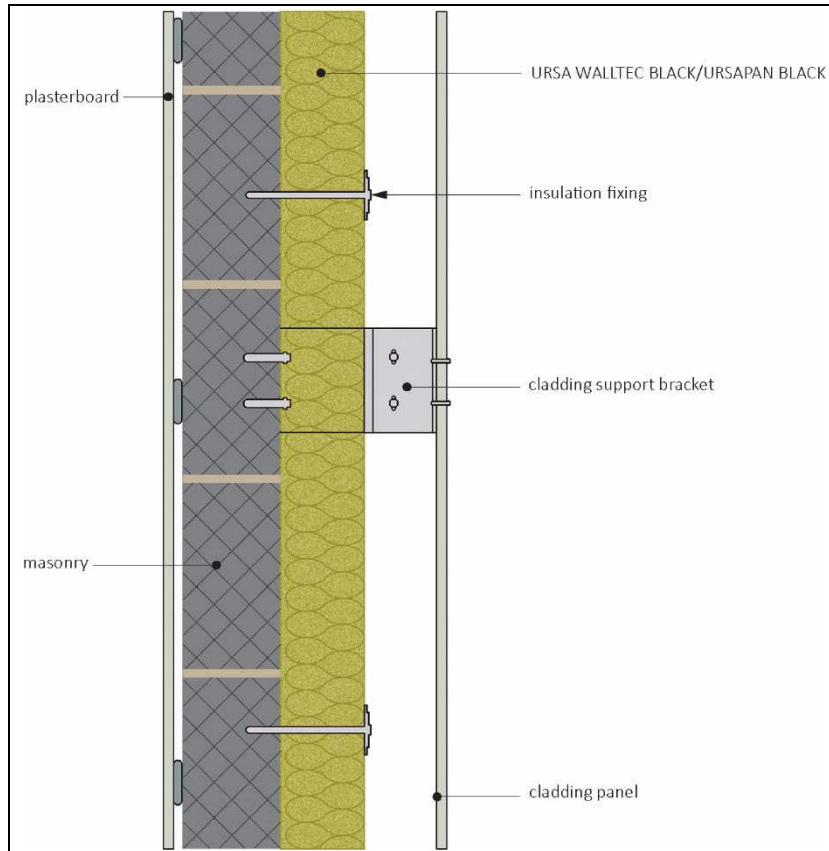 URSA WALLTEC BLACK/URSAPAN BLACK
plasterboard
insulation fixing
cladding support bracket
masonry
cladding panel